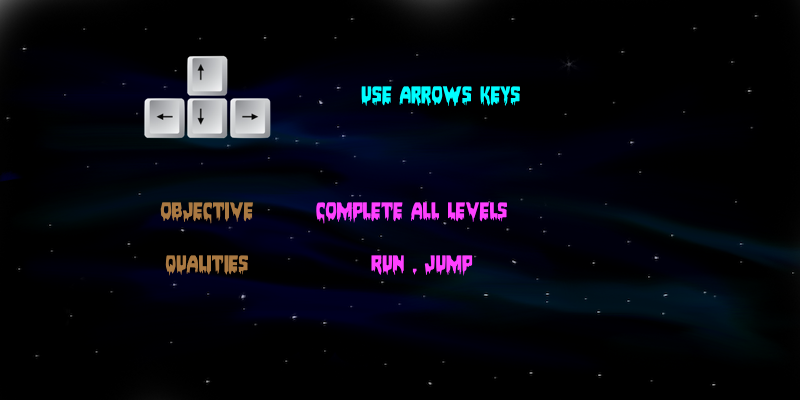 ↑
← ↓ →
USE ARROWS KEYS
OBJECTIVE COMPLETE ALL LEVELS
QUALITIES RUN , JUMP